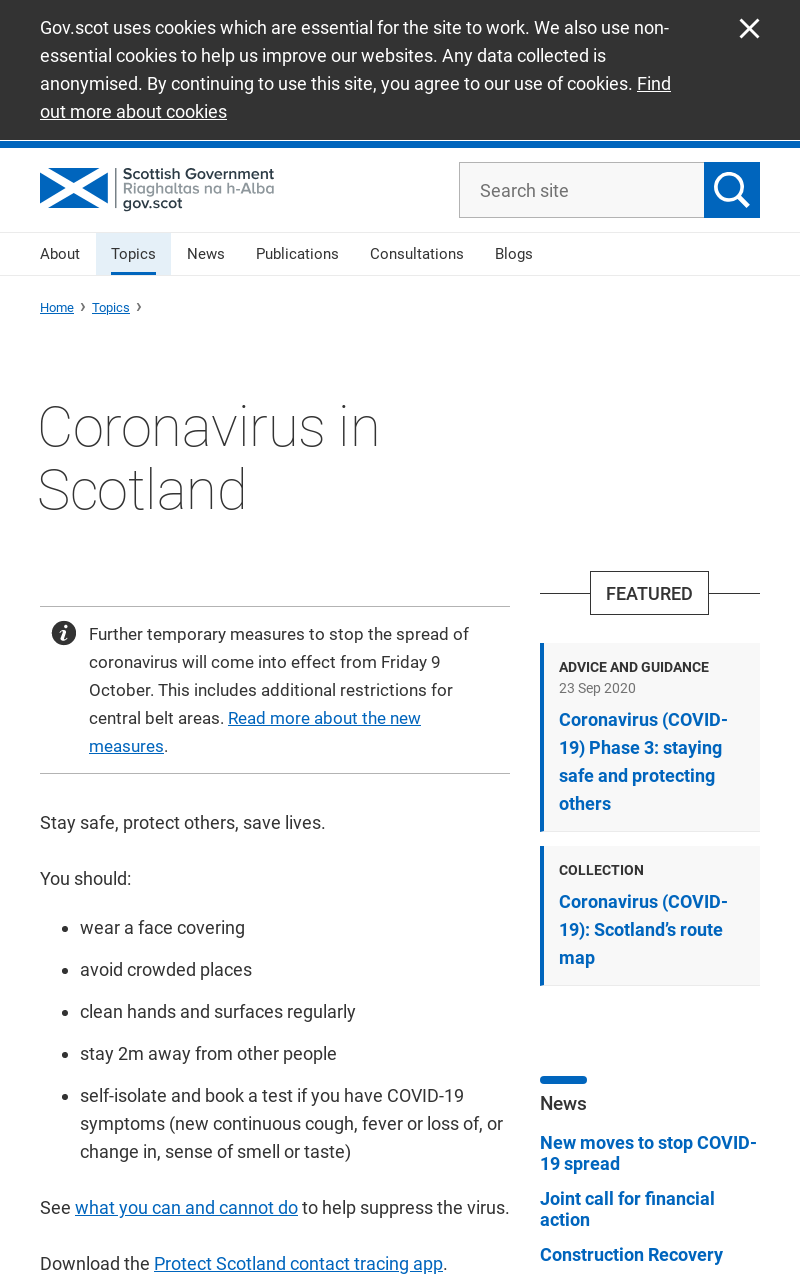 Gov.scot uses cookies which are essential for the site to work. We also use non-
essential cookies to help us improve our websites. Any data collected is
anonymised. By continuing to use this site, you agree to our use of cookies. Find
out more about cookies
Scottish Government
Riaghaltas na h-Alba
gov.scot
Search site
About
Topics
News
Publications
Consultations
Blogs
Home › Topics ›
Coronavirus in
Scotland
Further temporary measures to stop the spread of
coronavirus will come into effect from Friday 9
October. This includes additional restrictions for
central belt areas. Read more about the new
measures.
Stay safe, protect others, save lives.
You should:
• wear a face covering
• avoid crowded places
• clean hands and surfaces regularly
• stay 2m away from other people
• self-isolate and book a test if you have COVID-19
symptoms (new continuous cough, fever or loss of, or
change in, sense of smell or taste)
See what you can and cannot do to help suppress the virus.
Download the Protect Scotland contact tracing app.
FEATURED
ADVICE AND GUIDANCE
23 Sep 2020
Coronavirus (COVID-
19) Phase 3: staying
safe and protecting
others
COLLECTION
Coronavirus (COVID-
19): Scotland’s route
map
News
New moves to stop COVID-
19 spread
Joint call for financial
action
Construction Recovery